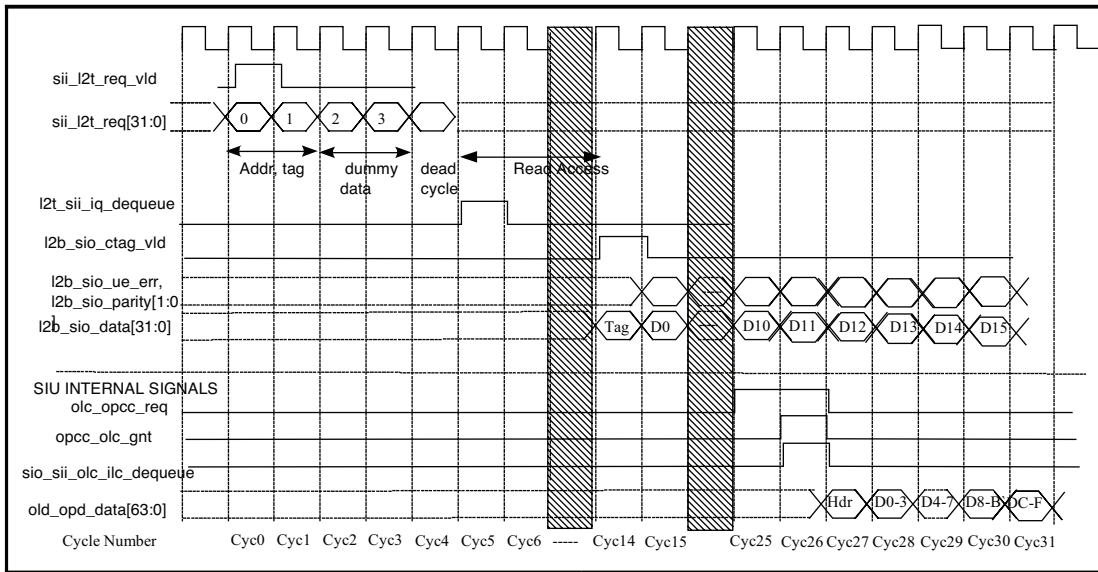 sii_l2t_req_vld
sii_l2t_req[31:0]
0 1 2 3
Addr, tag
dummy data
dead cycle
Read Access
l2t_sii_iq_dequeue
l2b_sio_ctag_vld
l2b_sio_ue_err,
l2b_sio_parity[1:0
]
l2b_sio_data[31:0]
Tag D0 ---- D10 D11 D12 D13 D14 D15
SIU INTERNAL SIGNALS
olc_opcc_req
opcc_olc_gnt
sio_sii_olc_ilc_dequeue
old_opd_data[63:0]
Hdr D0-3 D4-7 D8-B DC-F
Cycle Number Cyc0 Cyc1 Cyc2 Cyc3 Cyc4 Cyc5 Cyc6 ----- Cyc14 Cyc15 Cyc25 Cyc26 Cyc27 Cyc28 Cyc29 Cyc30 Cyc31